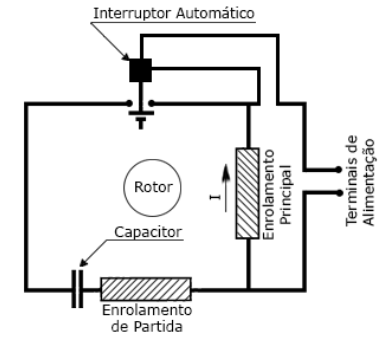 Interruptor Automático
Rotor
I
Enrolamento
Principal
Terminais de
Alimentação
Capacitor
Enrolamento
de Partida